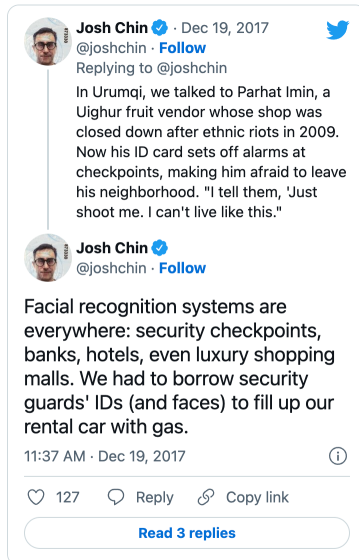 Josh Chin · Dec 19, 2017
@joshchin · Follow
Replying to @joshchin
In Urumqi, we talked to Parhat Imin, a
Uighur fruit vendor whose shop was
closed down after ethnic riots in 2009.
Now his ID card sets off alarms at
checkpoints, making him afraid to leave
his neighborhood. "I tell them, 'Just
shoot me. I can't live like this."
Josh Chin
@joshchin · Follow
Facial recognition systems are
everywhere: security checkpoints,
banks, hotels, even luxury shopping
malls. We had to borrow security
guards' IDs (and faces) to fill up our
rental car with gas.
11:37 AM · Dec 19, 2017
127 Reply Copy link
Read 3 replies